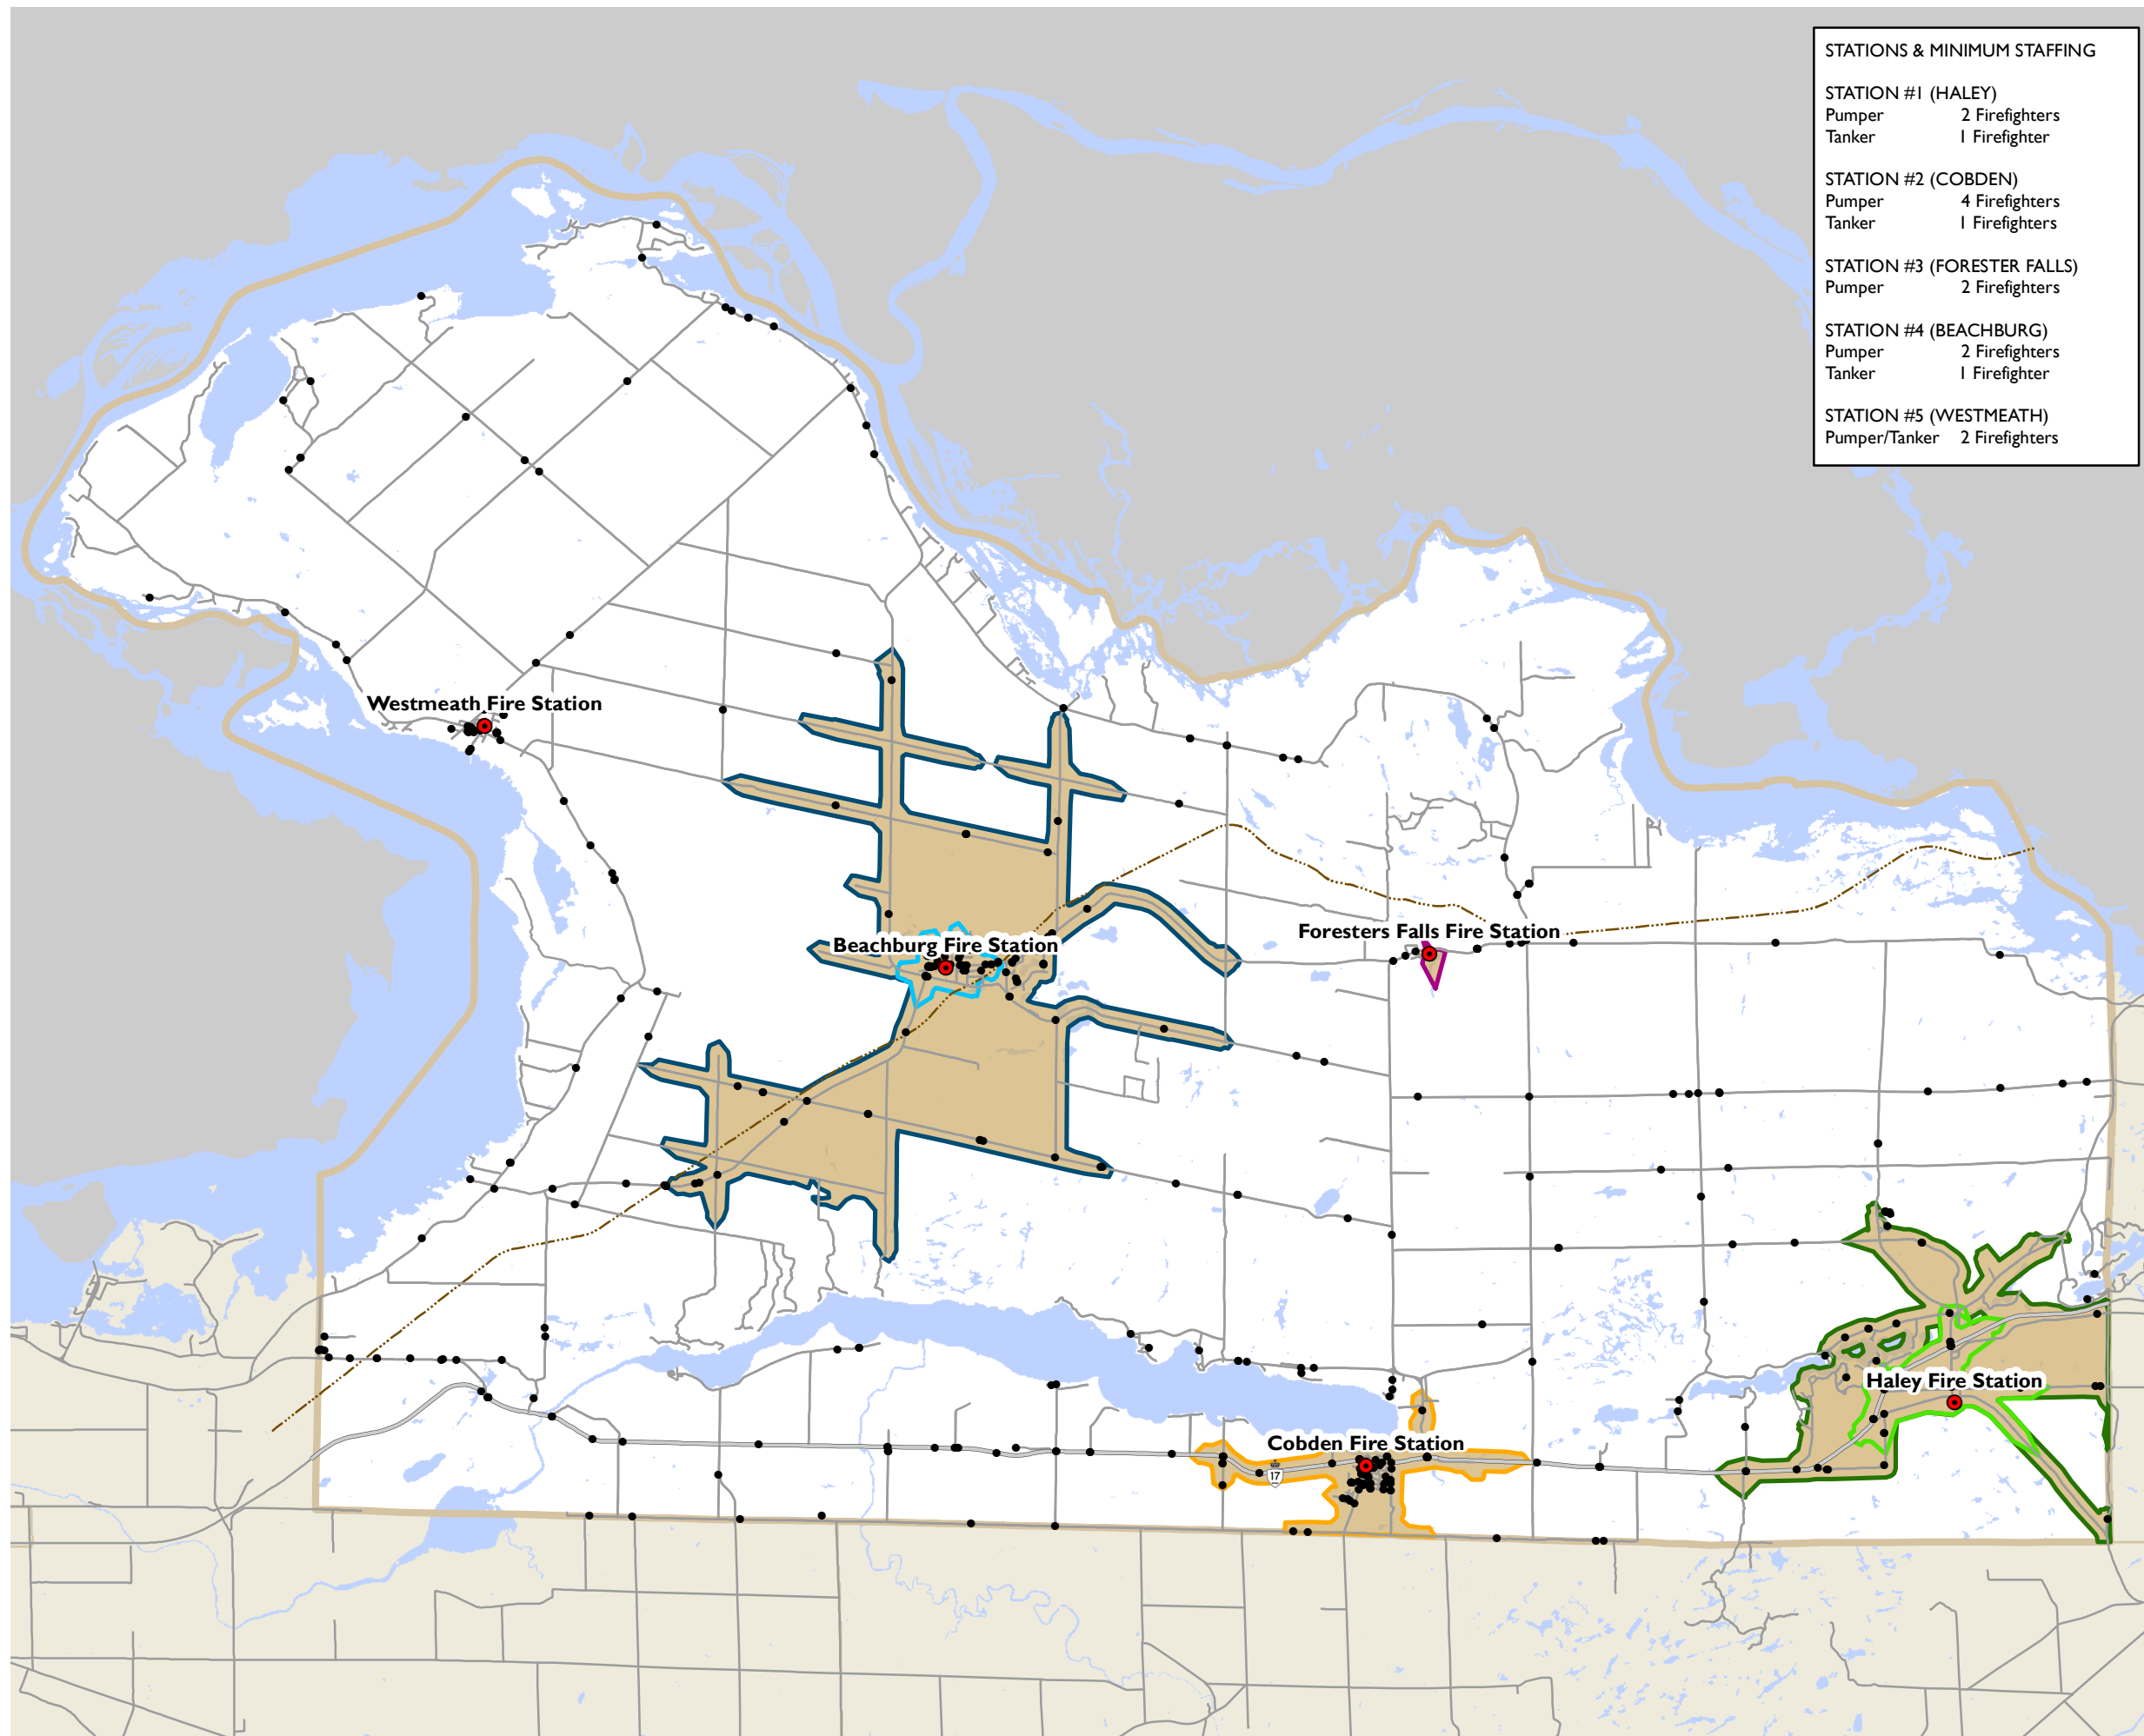 STATIONS & MINIMUM STAFFING
STATION #1 (HALEY)
Pumper 2 Firefighters
Tanker 1 Firefighter
STATION #2 (COBDEN)
Pumper 4 Firefighters
Tanker 1 Firefighters
STATION #3 (FORESTER FALLS)
Pumper 2 Firefighters
STATION #4 (BEACHBURG)
Pumper 2 Firefighters
Tanker 1 Firefighter
STATION #5 (WESTMEATH)
Pumper/Tanker 2 Firefighters
Westmeath Fire Station
Beachburg Fire Station
Foresters Falls Fire Station
Haley Fire Station
Cobden Fire Station
17